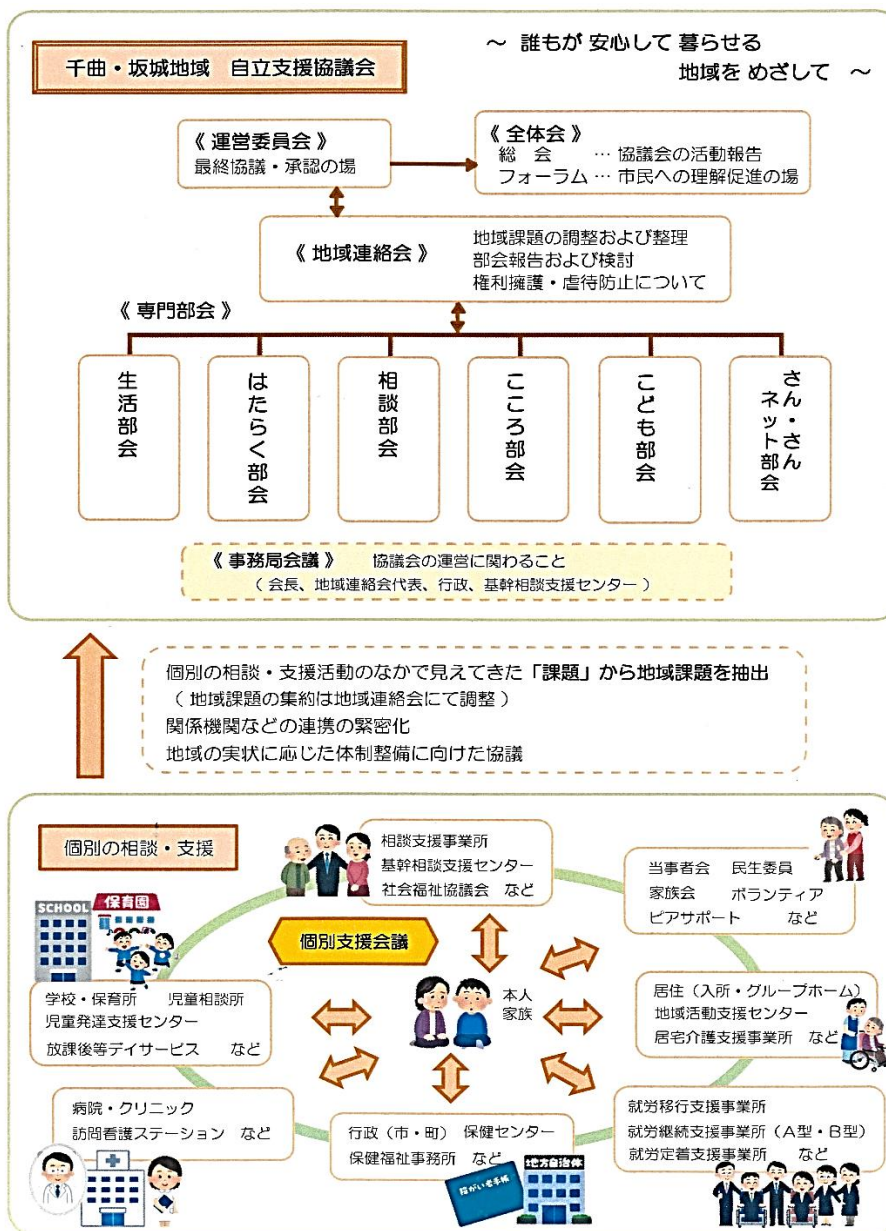 千曲・坂城地域　自立支援協議会
～ 誰もが 安心して 暮らせる
地域を めざして ～
《 運営委員会 》
最終協議・承認の場
《 全体会 》
総　会　… 協議会の活動報告
フォーラム … 市民への理解促進の場
《 地域連絡会 》
地域課題の調整および整理
部会報告および検討
権利擁護・虐待防止について
《 専門部会 》
生活部会
はたらく部会
相談部会
こころ部会
こども部会
さん・さん
ネット部会
《 事務局会議 》　協議会の運営に関わること
（ 会長、地域連絡会代表、行政、基幹相談支援センター ）
個別の相談・支援活動のなかで見えてきた「課題」から地域課題を抽出
（ 地域課題の集約は地域連絡会にて調整 ）
関係機関などの連携の緊密化
地域の実状に応じた体制整備に向けた協議
個別の相談・支援
相談支援事業所
基幹相談支援センター
社会福祉協議会　など
当事者会　民生委員
家族会　ボランティア
ピアサポート　など
SCHOOL
保育園
個別支援会議
学校・保育所　児童相談所
児童発達支援センター
放課後等デイサービス　など
本人
家族
居住（入所・グループホーム）
地域活動支援センター
居宅介護支援事業所　など
病院・クリニック
訪問看護ステーション　など
行政（市・町）　保健センター
保健福祉事務所　など
就労移行支援事業所
就労継続支援事業所（A型・B型）
就労定着支援事業所　など
障がい者手帳
地方自治体